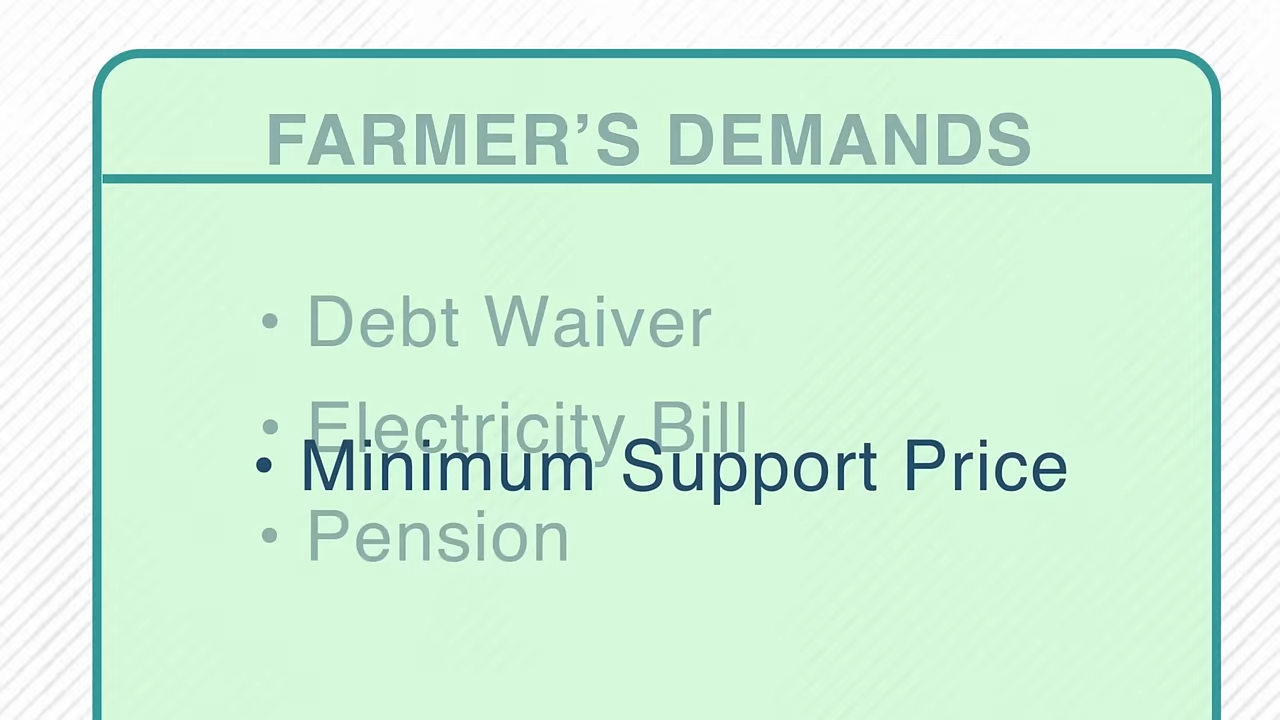 FARMER’S DEMANDS
• Debt Waiver
• Electricity Bill
• Minimum Support Price
• Pension